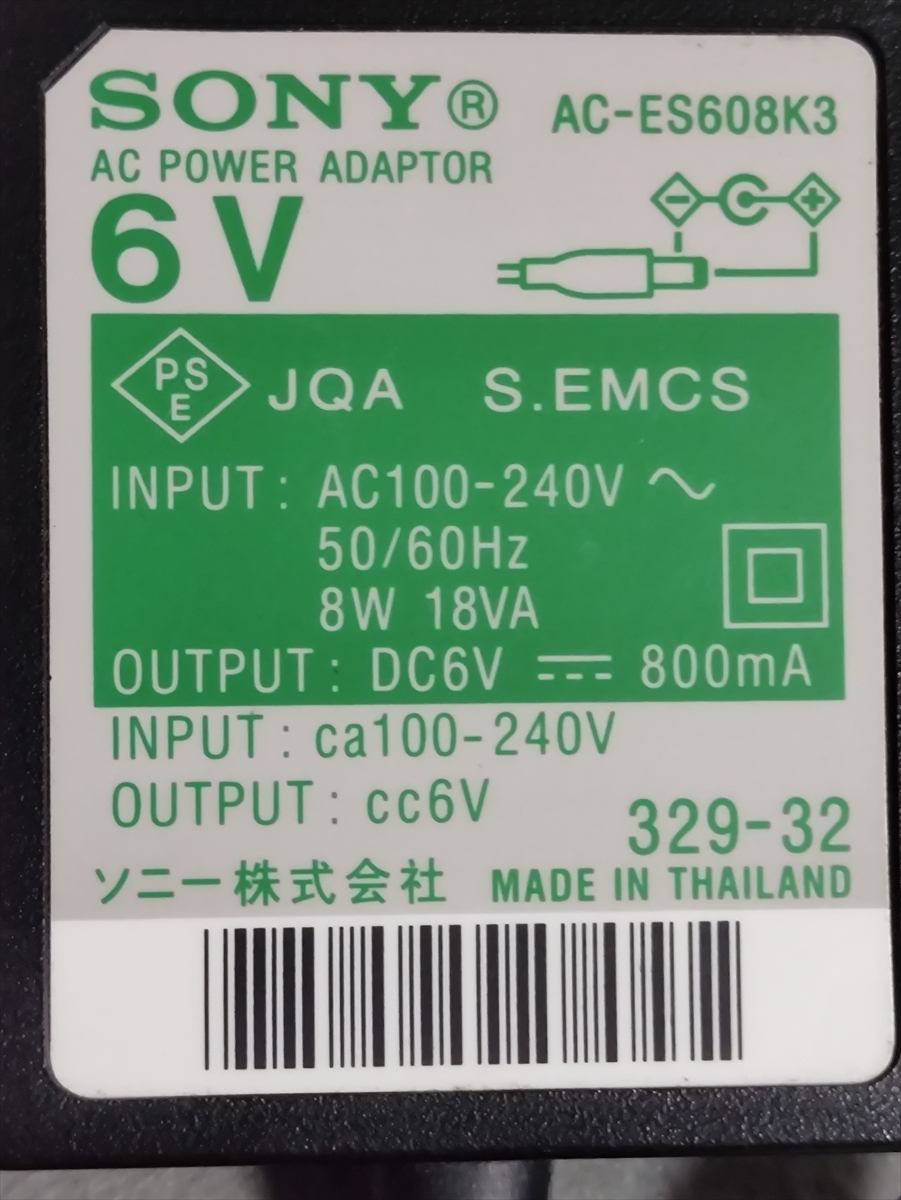 SONY®
AC-ES608K3
AC POWER ADAPTOR
6V
PSE JQA S.EMCS
INPUT: AC100-240V ~
50/60Hz
8W 18VA
OUTPUT: DC6V ⎓ 800mA
INPUT: ca100-240V
OUTPUT: cc6V
329-32
ソニー株式会社 MADE IN THAILAND